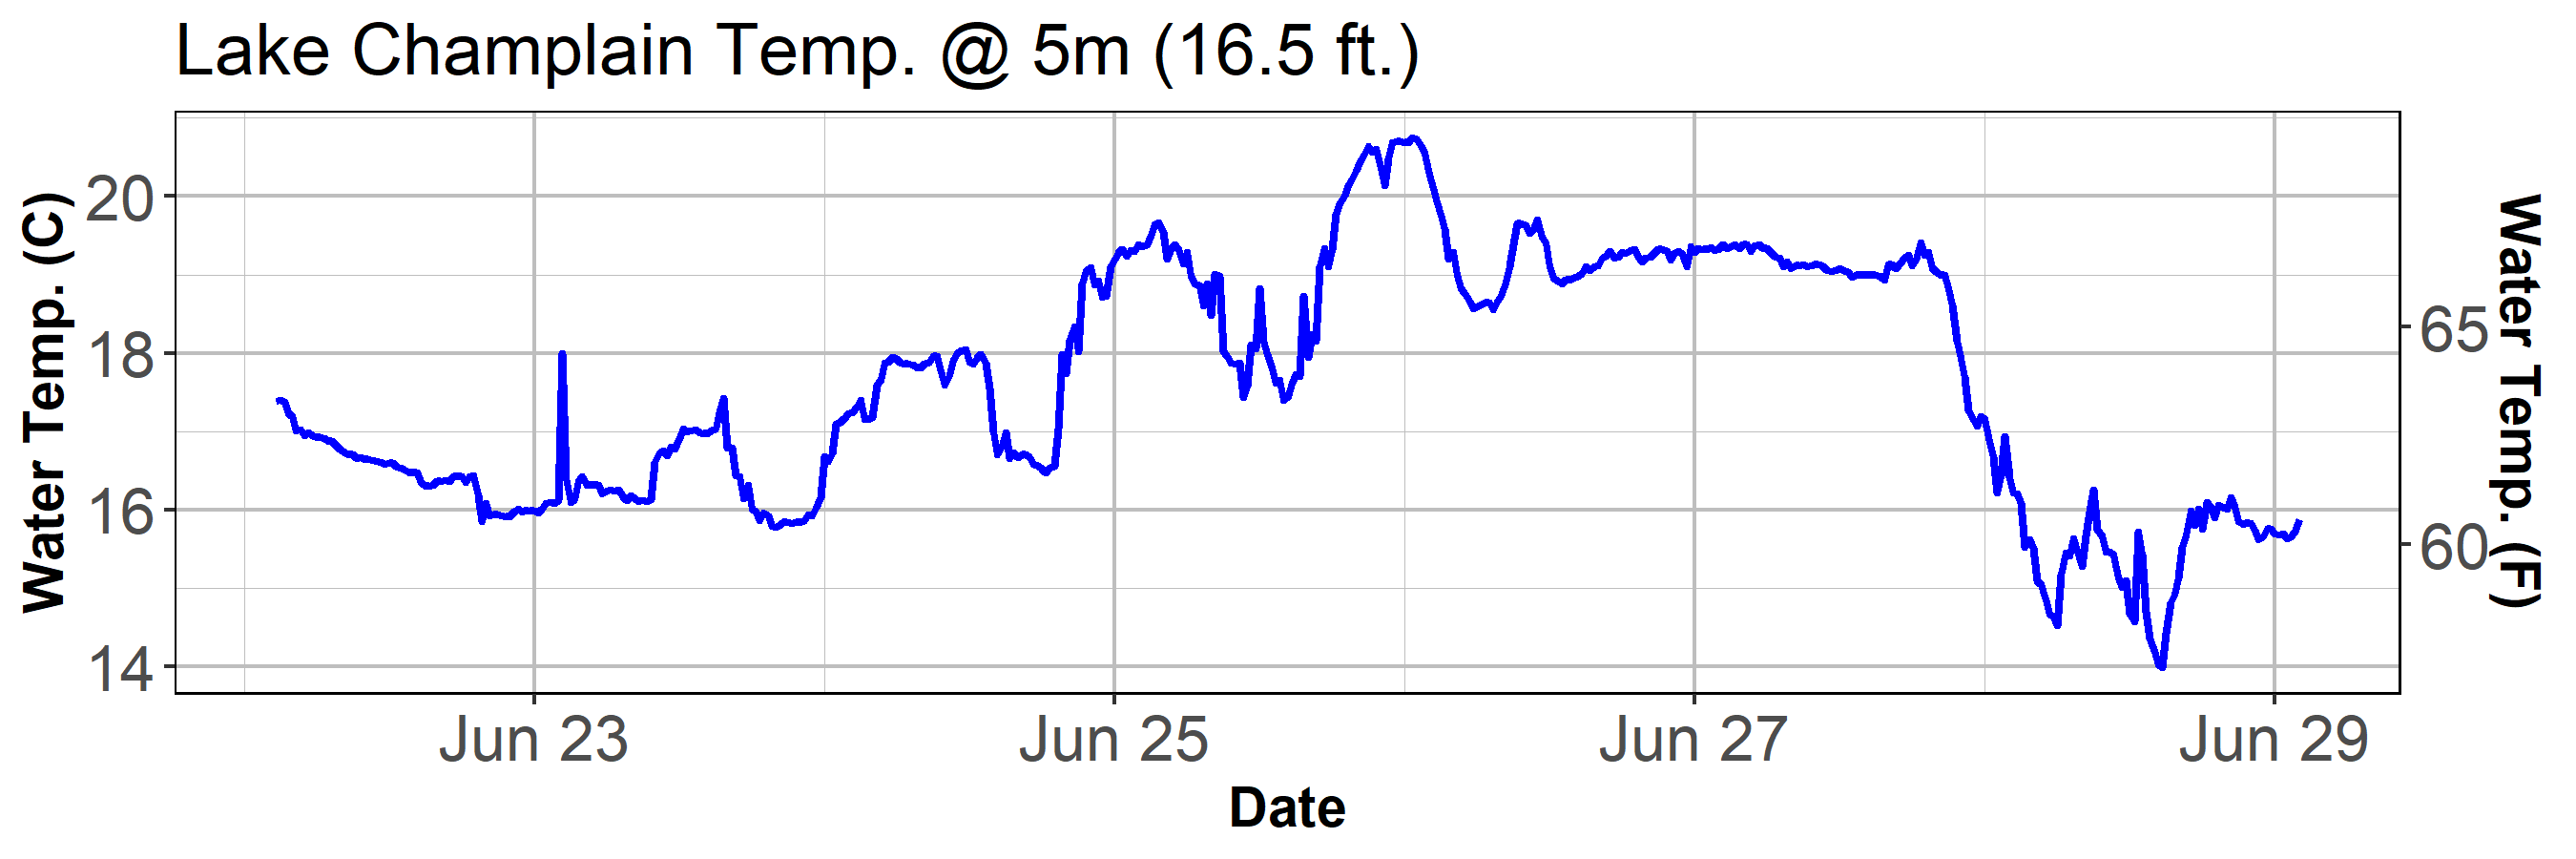 Lake Champlain Temp. @ 5m (16.5 ft.)
Water Temp. (C)
20
18
16
14
65
60
Water Temp. (F)
Jun 23
Jun 25
Jun 27
Jun 29
Date